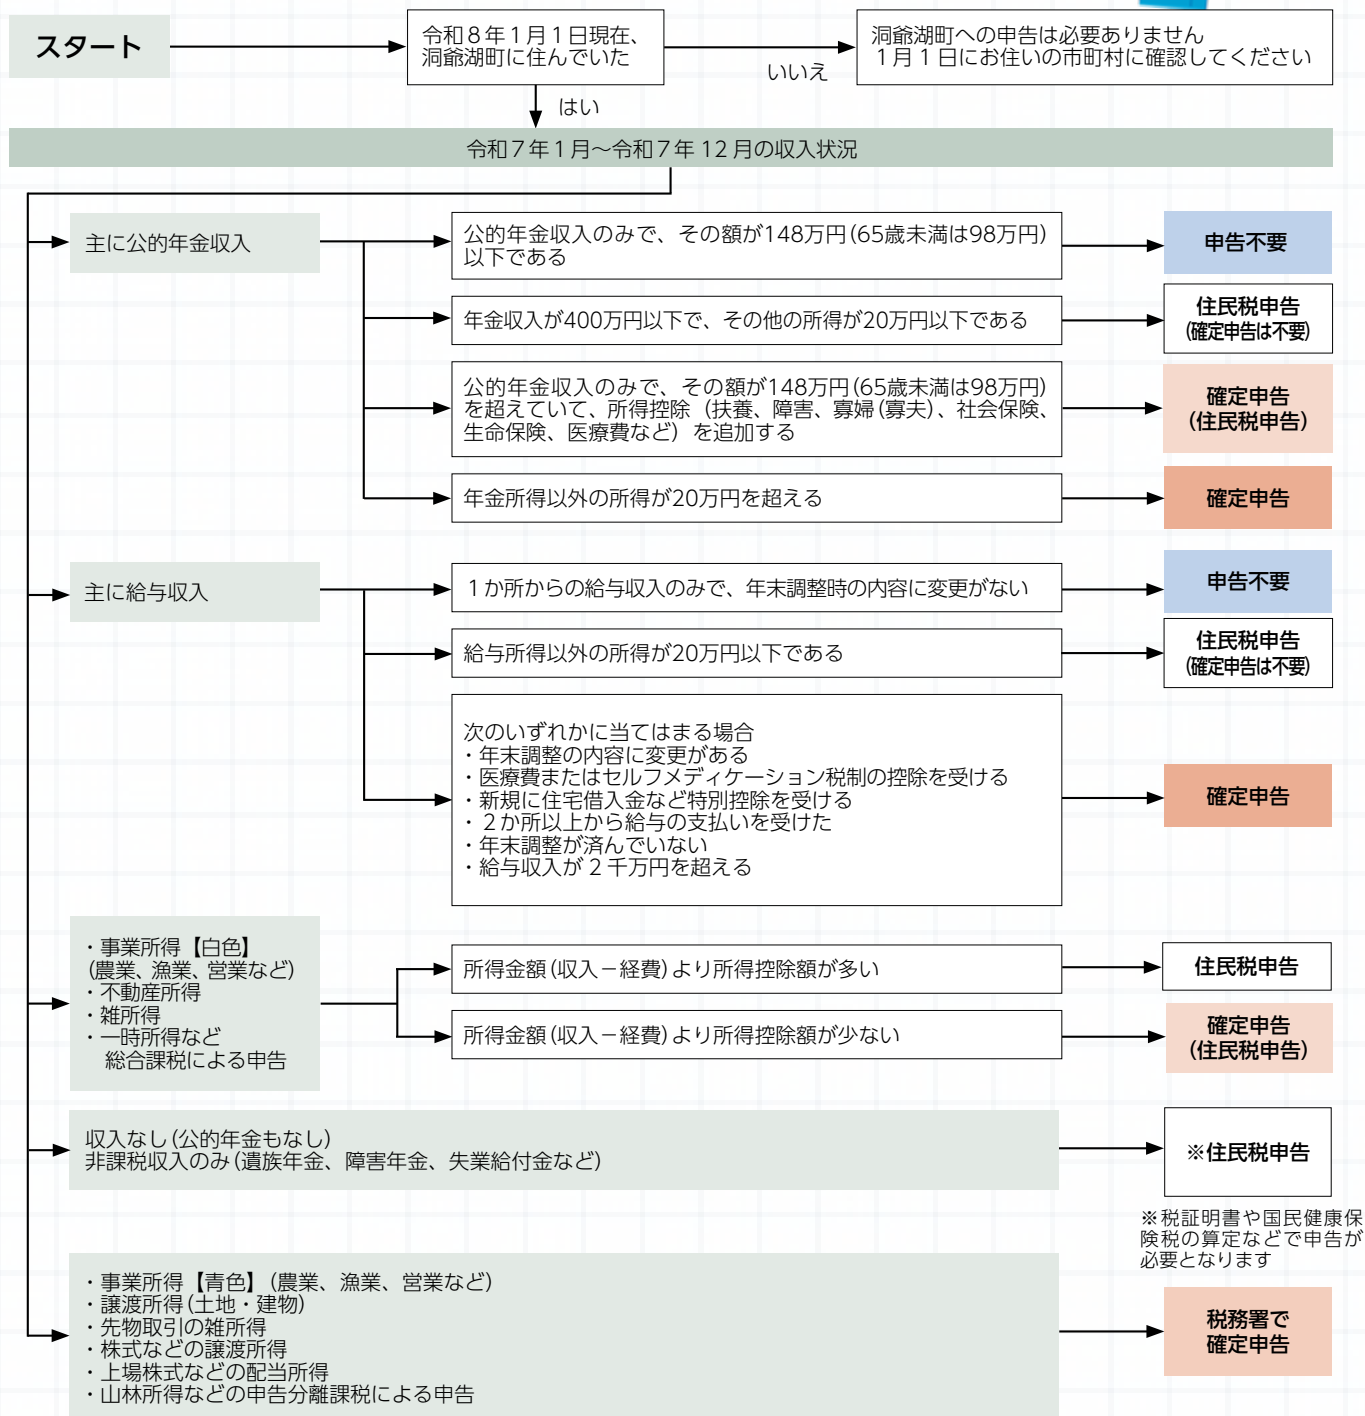 スタート
令和８年１月１日現在、
洞爺湖町に住んでいた
いいえ
洞爺湖町への申告は必要ありません
１月１日にお住いの市町村に確認してください
はい
令和７年１月～令和７年 12 月の収入状況
主に公的年金収入
公的年金収入のみで、その額が148万円(65歳未満は98万円)
以下である
申告不要
年金収入が400万円以下で、その他の所得が20万円以下である
住民税申告
(確定申告は不要)
公的年金収入のみで、その額が148万円(65歳未満は98万円)
を超えていて、所得控除（扶養、障害、寡婦(寡夫)、社会保険、
生命保険、医療費など）を追加する
確定申告
(住民税申告)
年金所得以外の所得が20万円を超える
確定申告
主に給与収入
１か所からの給与収入のみで、年末調整時の内容に変更がない
申告不要
給与所得以外の所得が20万円以下である
住民税申告
(確定申告は不要)
次のいずれかに当てはまる場合
・年末調整の内容に変更がある
・医療費またはセルフメディケーション税制の控除を受ける
・新規に住宅借入金など特別控除を受ける
・２か所以上から給与の支払いを受けた
・年末調整が済んでいない
・給与収入が２千万円を超える
確定申告
・事業所得【白色】
(農業、漁業、営業など)
・不動産所得
・雑所得
・一時所得など
総合課税による申告
所得金額(収入－経費)より所得控除額が多い
住民税申告
所得金額(収入－経費)より所得控除額が少ない
確定申告
(住民税申告)
収入なし(公的年金もなし)
非課税収入のみ(遺族年金、障害年金、失業給付金など)
※住民税申告
※税証明書や国民健康保
険税の算定などで申告が
必要となります
・事業所得【青色】(農業、漁業、営業など)
・譲渡所得(土地・建物)
・先物取引の雑所得
・株式などの譲渡所得
・上場株式などの配当所得
・山林所得などの申告分離課税による申告
税務署で
確定申告